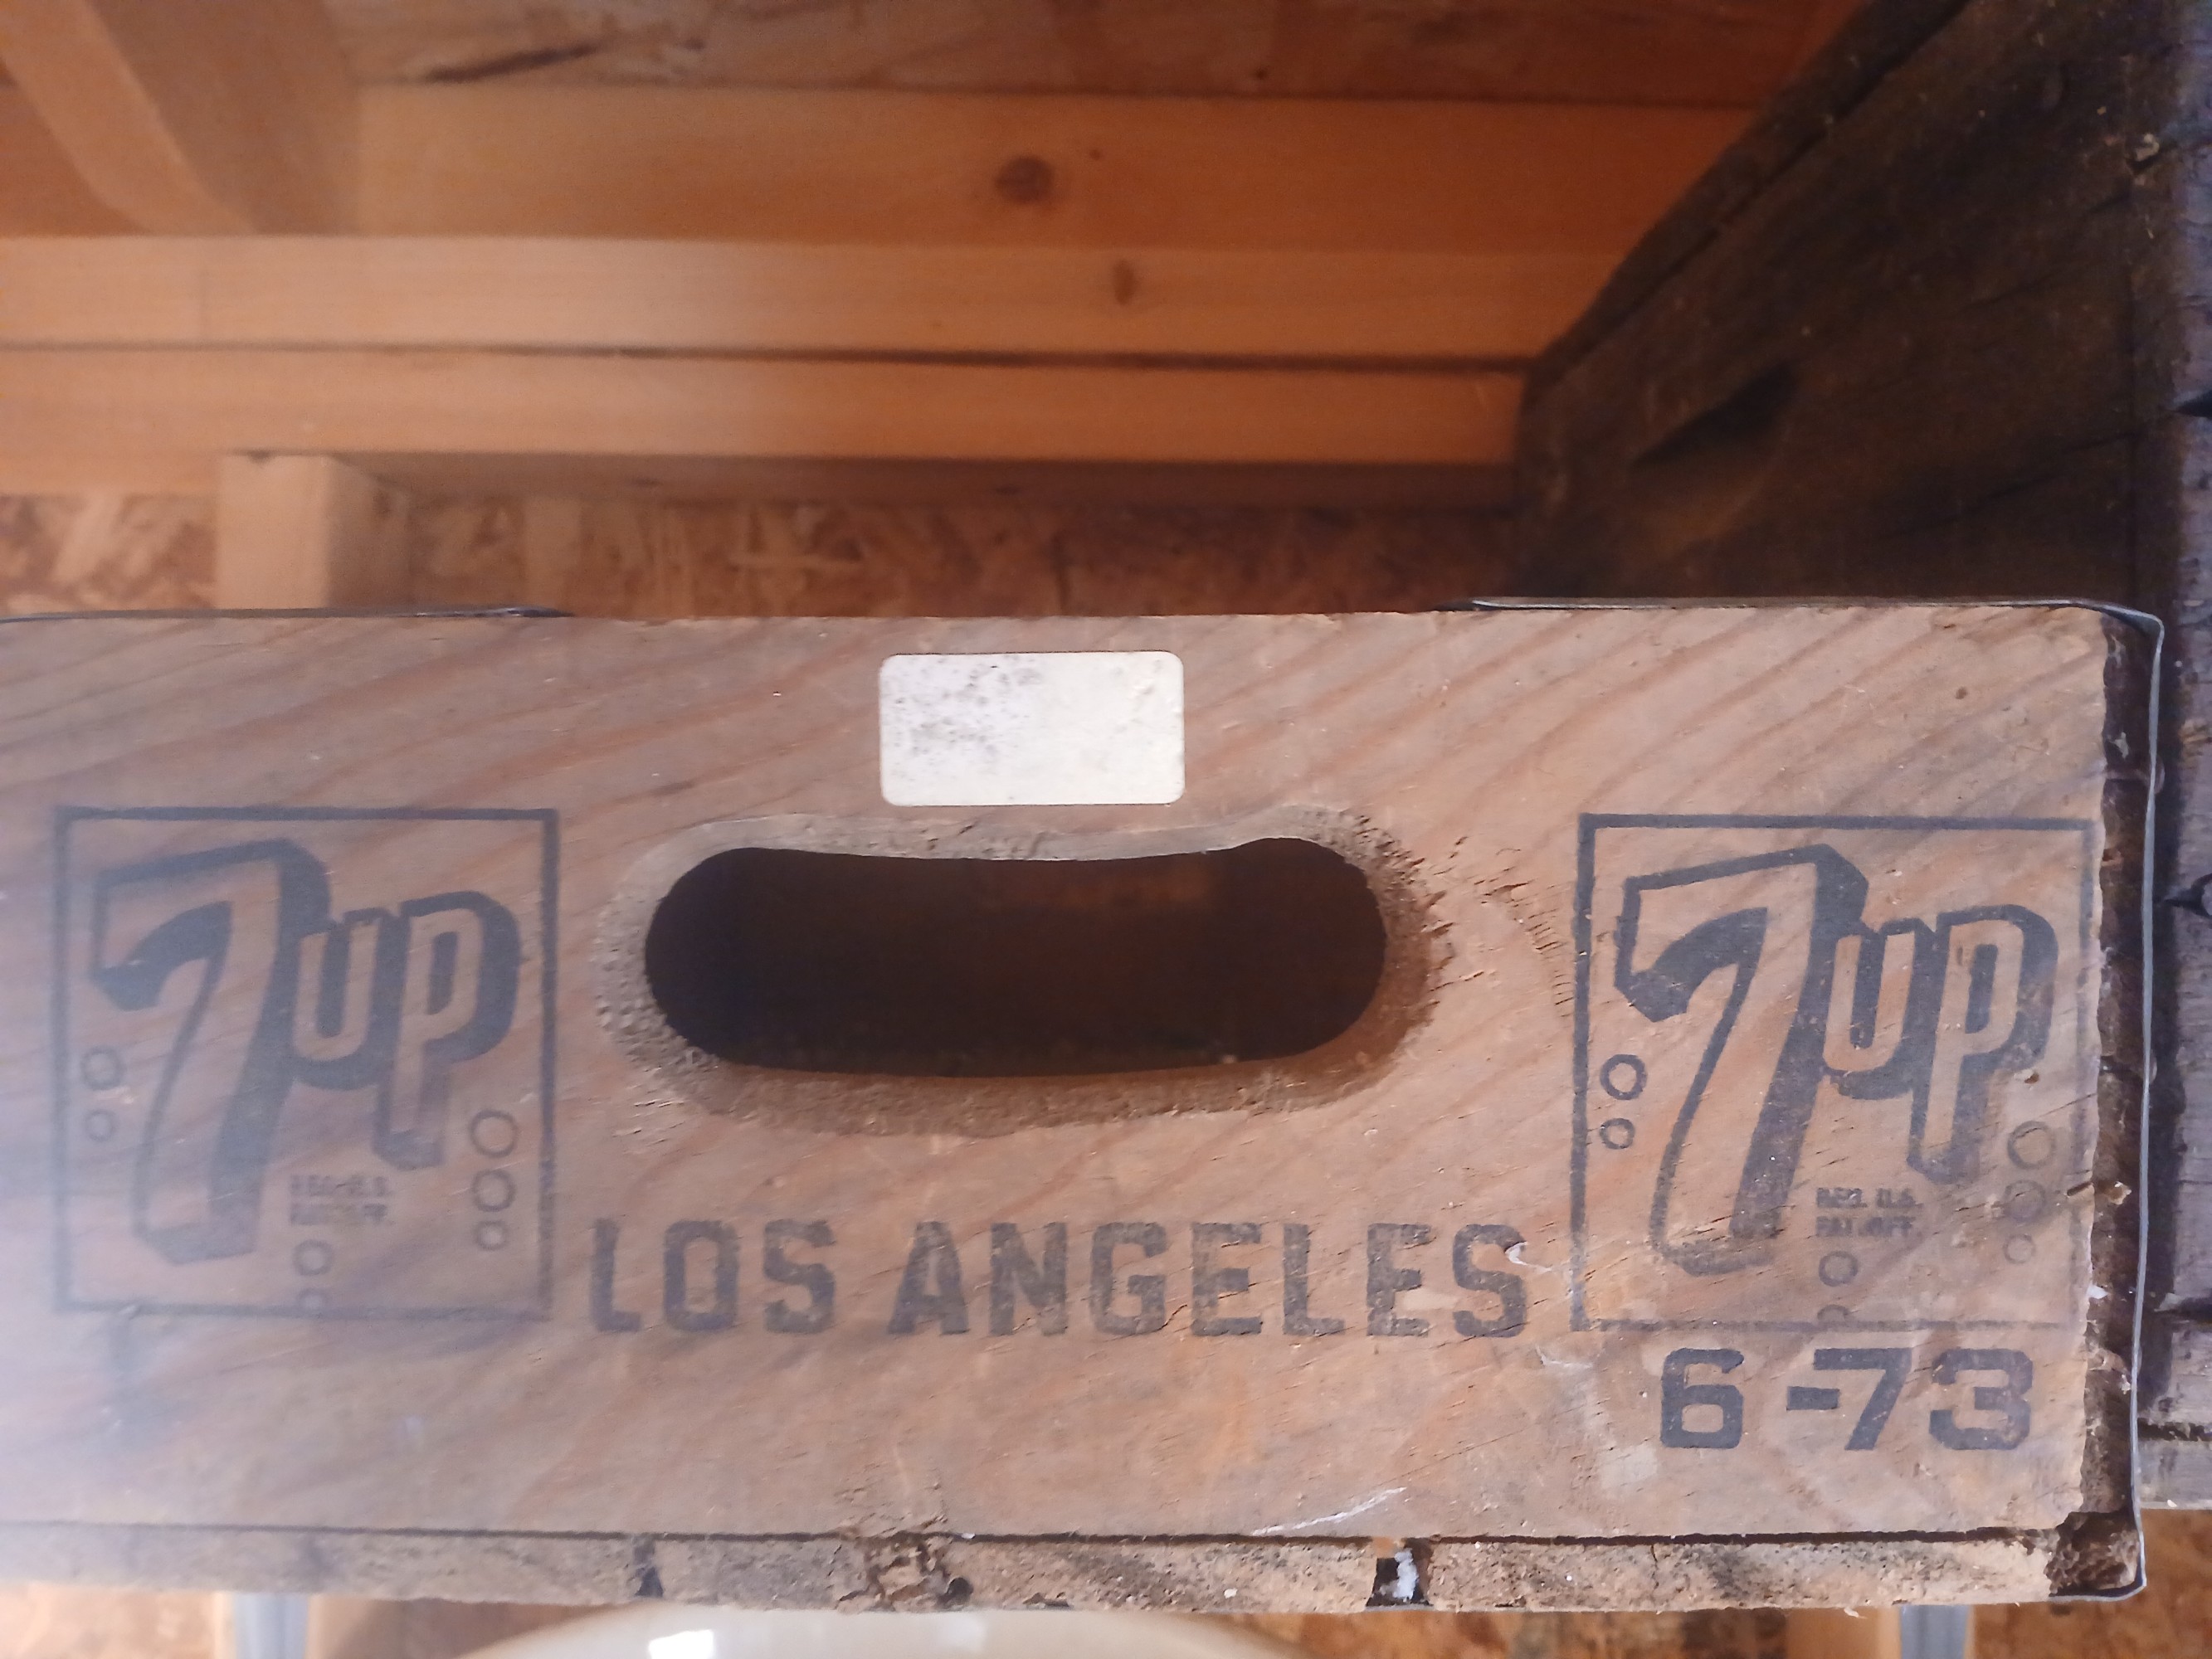 7up
REG. U.S.
PAT. OFF.
LOS ANGELES
7up
REG. U.S.
PAT. OFF.
6-73